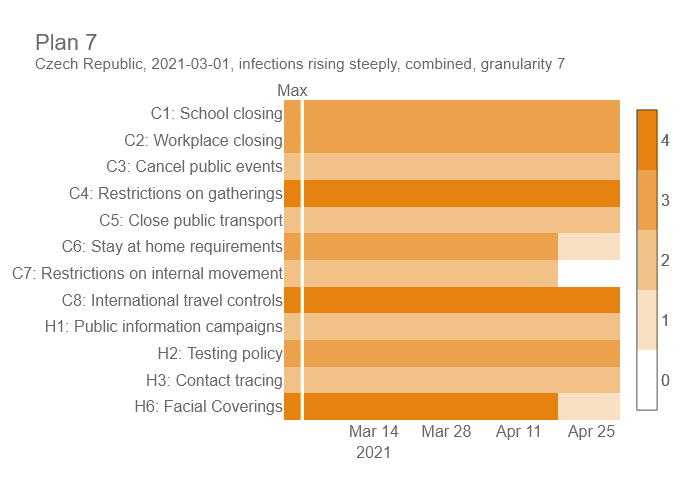 Plan 7
Czech Republic, 2021-03-01, infections rising steeply, combined, granularity 7
Max
C1: School closing
C2: Workplace closing
C3: Cancel public events
C4: Restrictions on gatherings
C5: Close public transport
C6: Stay at home requirements
C7: Restrictions on internal movement
C8: International travel controls
H1: Public information campaigns
H2: Testing policy
H3: Contact tracing
H6: Facial Coverings
Mar 14
2021
Mar 28
Apr 11
Apr 25
4
3
2
1
0